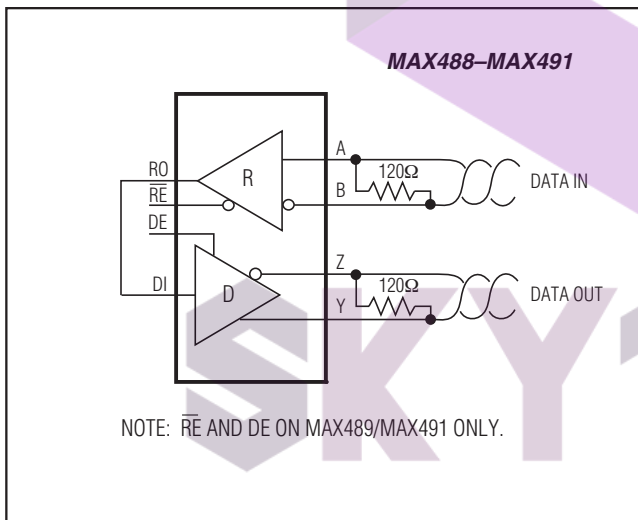 MAX488–MAX491
RO
RE
DE
DI
R
D
A
120Ω
B
DATA IN
Z
120Ω
Y
DATA OUT
NOTE: RE AND DE ON MAX489/MAX491 ONLY.
SKY